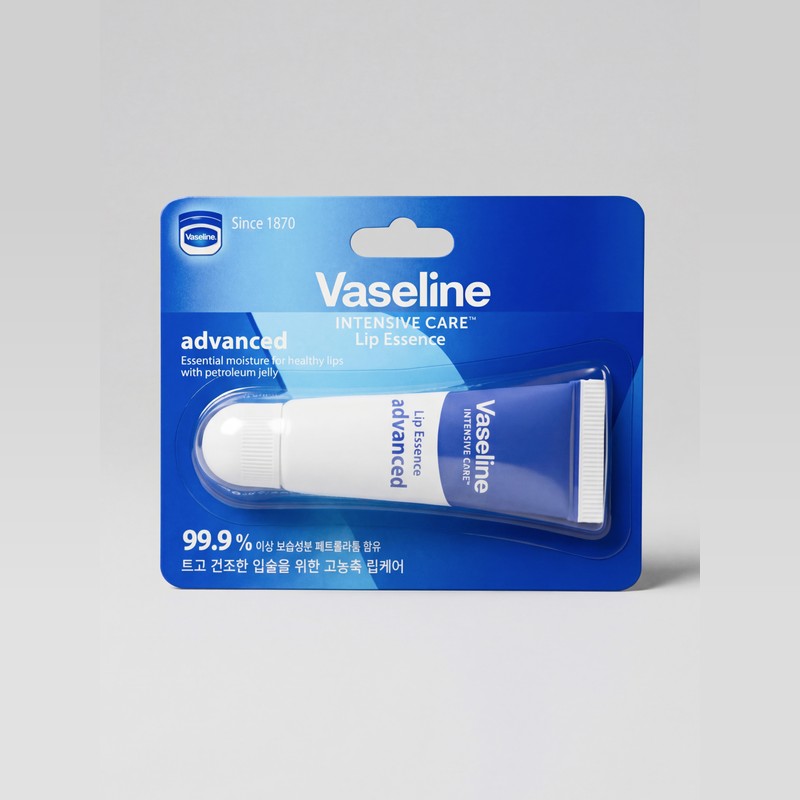 Vaseline.
Since 1870
Vaseline
INTENSIVE CARE™
Lip Essence
advanced
Essential moisture for healthy lips
with petroleum jelly
Vaseline
INTENSIVE CARE™
Lip Essence
advanced
99.9% 이상 보습성분 페트롤라툼 함유
트고 건조한 입술을 위한 고농축 립케어